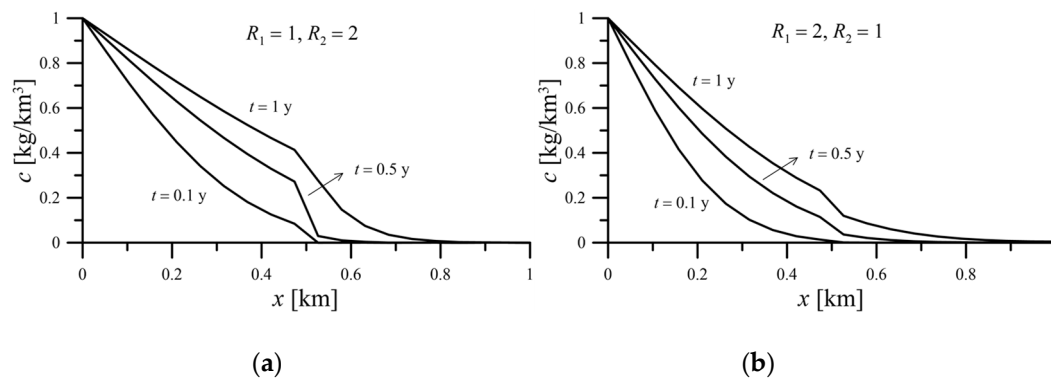 R₁ = 1, R₂ = 2
c [kg/km³]
1
0.8
0.6
0.4
0.2
0
t = 1 y
t = 0.5 y
t = 0.1 y
0 0.2 0.4 0.6 0.8 1
x [km]
(a)
R₁ = 2, R₂ = 1
c [kg/km³]
1
0.8
0.6
0.4
0.2
0
t = 1 y
t = 0.5 y
t = 0.1 y
0 0.2 0.4 0.6 0.8
x [km]
(b)